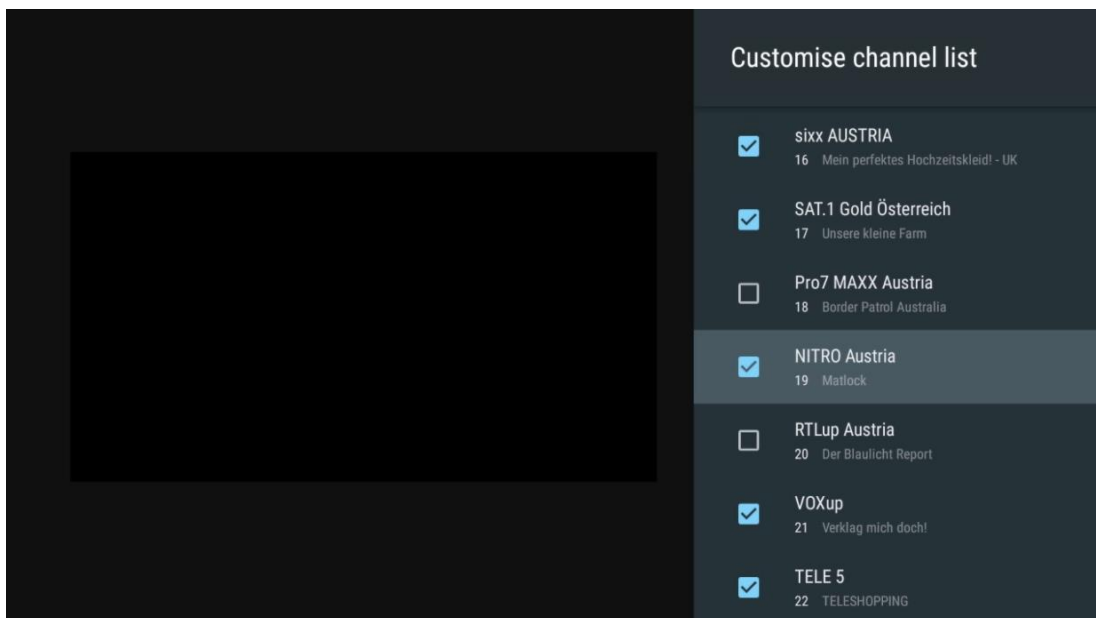 Customise channel list
sixx AUSTRIA
16 Mein perfektes Hochzeitskleid! - UK
SAT.1 Gold Österreich
17 Unsere kleine Farm
Pro7 MAXX Austria
18 Border Patrol Australia
NITRO Austria
19 Matlock
RTLup Austria
20 Der Blaulicht Report
VOXup
21 Verklag mich doch!
TELE 5
22 TELESHOPPING